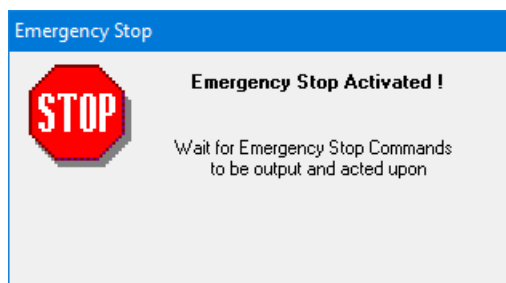 Emergency Stop
STOP
Emergency Stop Activated !
Wait for Emergency Stop Commands
to be output and acted upon